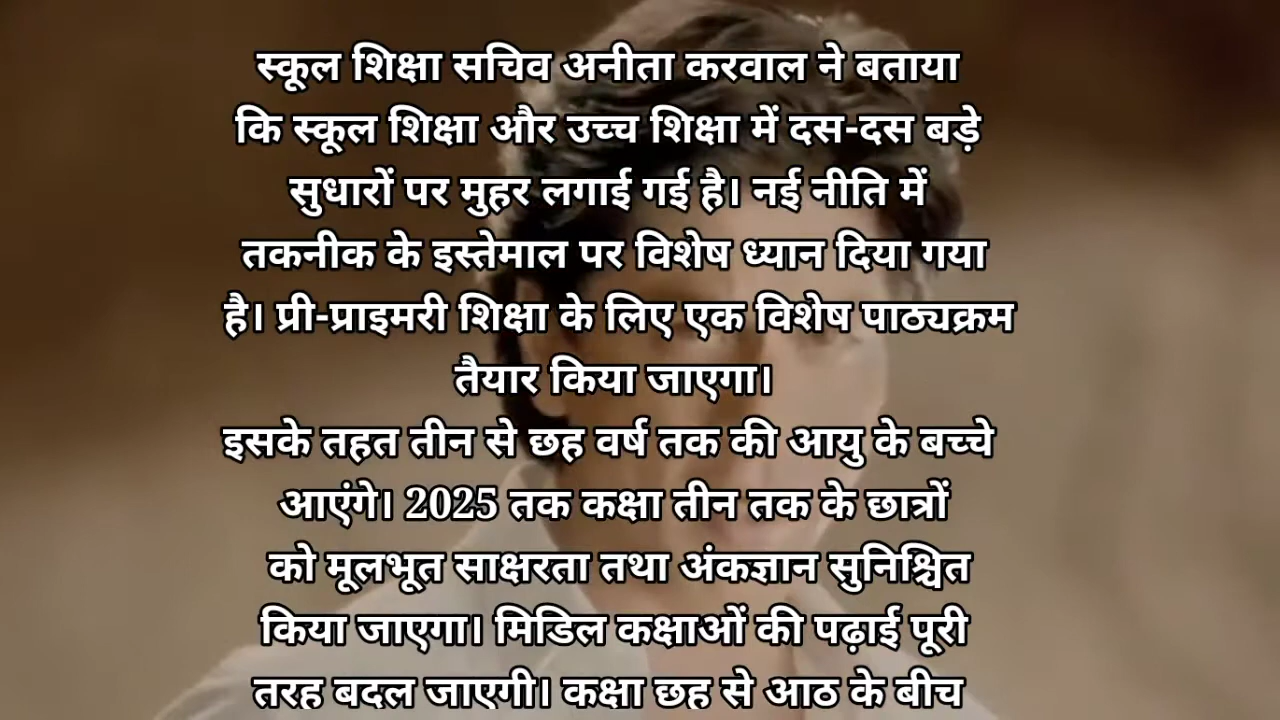 स्कूल शिक्षा सचिव अनीता करवाल ने बताया
कि स्कूल शिक्षा और उच्च शिक्षा में दस-दस बड़े
सुधारों पर मुहर लगाई गई है। नई नीति में
तकनीक के इस्तेमाल पर विशेष ध्यान दिया गया
है। प्री-प्राइमरी शिक्षा के लिए एक विशेष पाठ्यक्रम
तैयार किया जाएगा।
इसके तहत तीन से छह वर्ष तक की आयु के बच्चे
आएंगे। 2025 तक कक्षा तीन तक के छात्रों
को मूलभूत साक्षरता तथा अंकज्ञान सुनिश्चित
किया जाएगा। मिडिल कक्षाओं की पढ़ाई पूरी
तरह बदल जाएगी। कक्षा छह से आठ के बीच